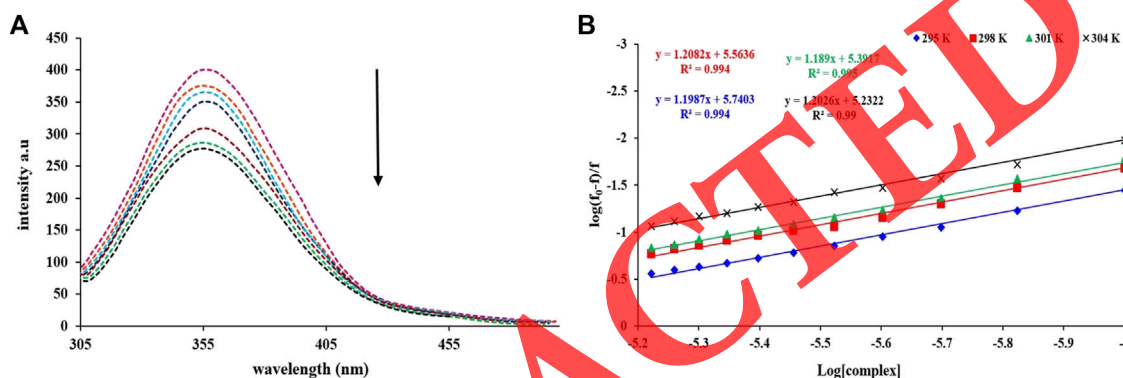 A
450
400
350
300
250
200
150
100
50
0
intensity a.u
305
355
405
455
wavelength (nm)
B
-3
-2.5
-2
-1.5
-1
-0.5
0
log(f₀-f)/f
295 K
298 K
301 K
304 K
y = 1.2082x + 5.5636
R² = 0.994
y = 1.189x + 5.3917
R² = 0.995
y = 1.1987x + 5.7403
R² = 0.994
y = 1.2026x + 5.2322
R² = 0.99
-5.2
-5.3
-5.4
-5.5
-5.6
-5.7
-5.8
-5.9
Log[complex]
ACTED